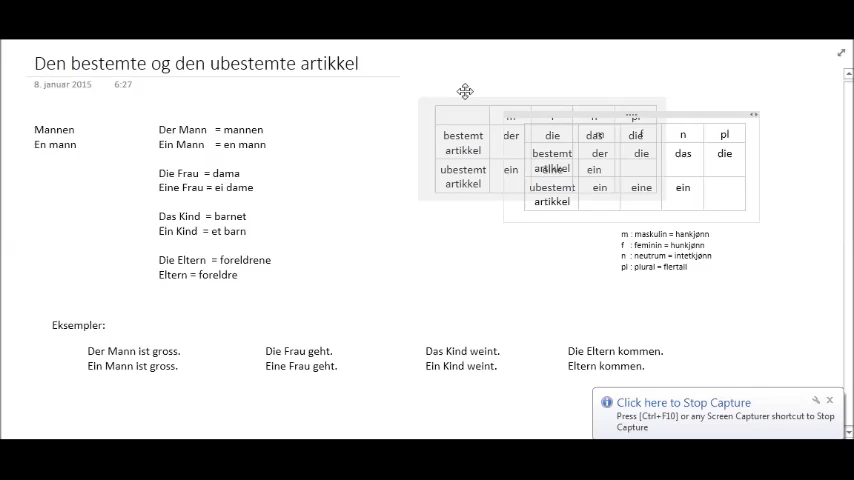 Den bestemte og den ubestemte artikkel
8. januar 2015 6:27
Mannen
En mann
Der Mann = mannen
Ein Mann = en mann
Die Frau = dama
Eine Frau = ei dame
Das Kind = barnet
Ein Kind = et barn
Die Eltern = foreldrene
Eltern = foreldre
m f n pl
bestemt artikkel der die das die
ubestemt artikkel ein eine ein
m f n pl
bestemt artikkel der die das die
ubestemt artikkel ein eine ein
m : maskulin = hankjønn
f : feminin = hunkjønn
n : neutrum = intetkjønn
pl : plural = flertall
Eksempler:
Der Mann ist gross. Die Frau geht. Das Kind weint. Die Eltern kommen.
Ein Mann ist gross. Eine Frau geht. Ein Kind weint. Eltern kommen.
Click here to Stop Capture
Press [Ctrl+F10] or any Screen Capturer shortcut to Stop
Capture